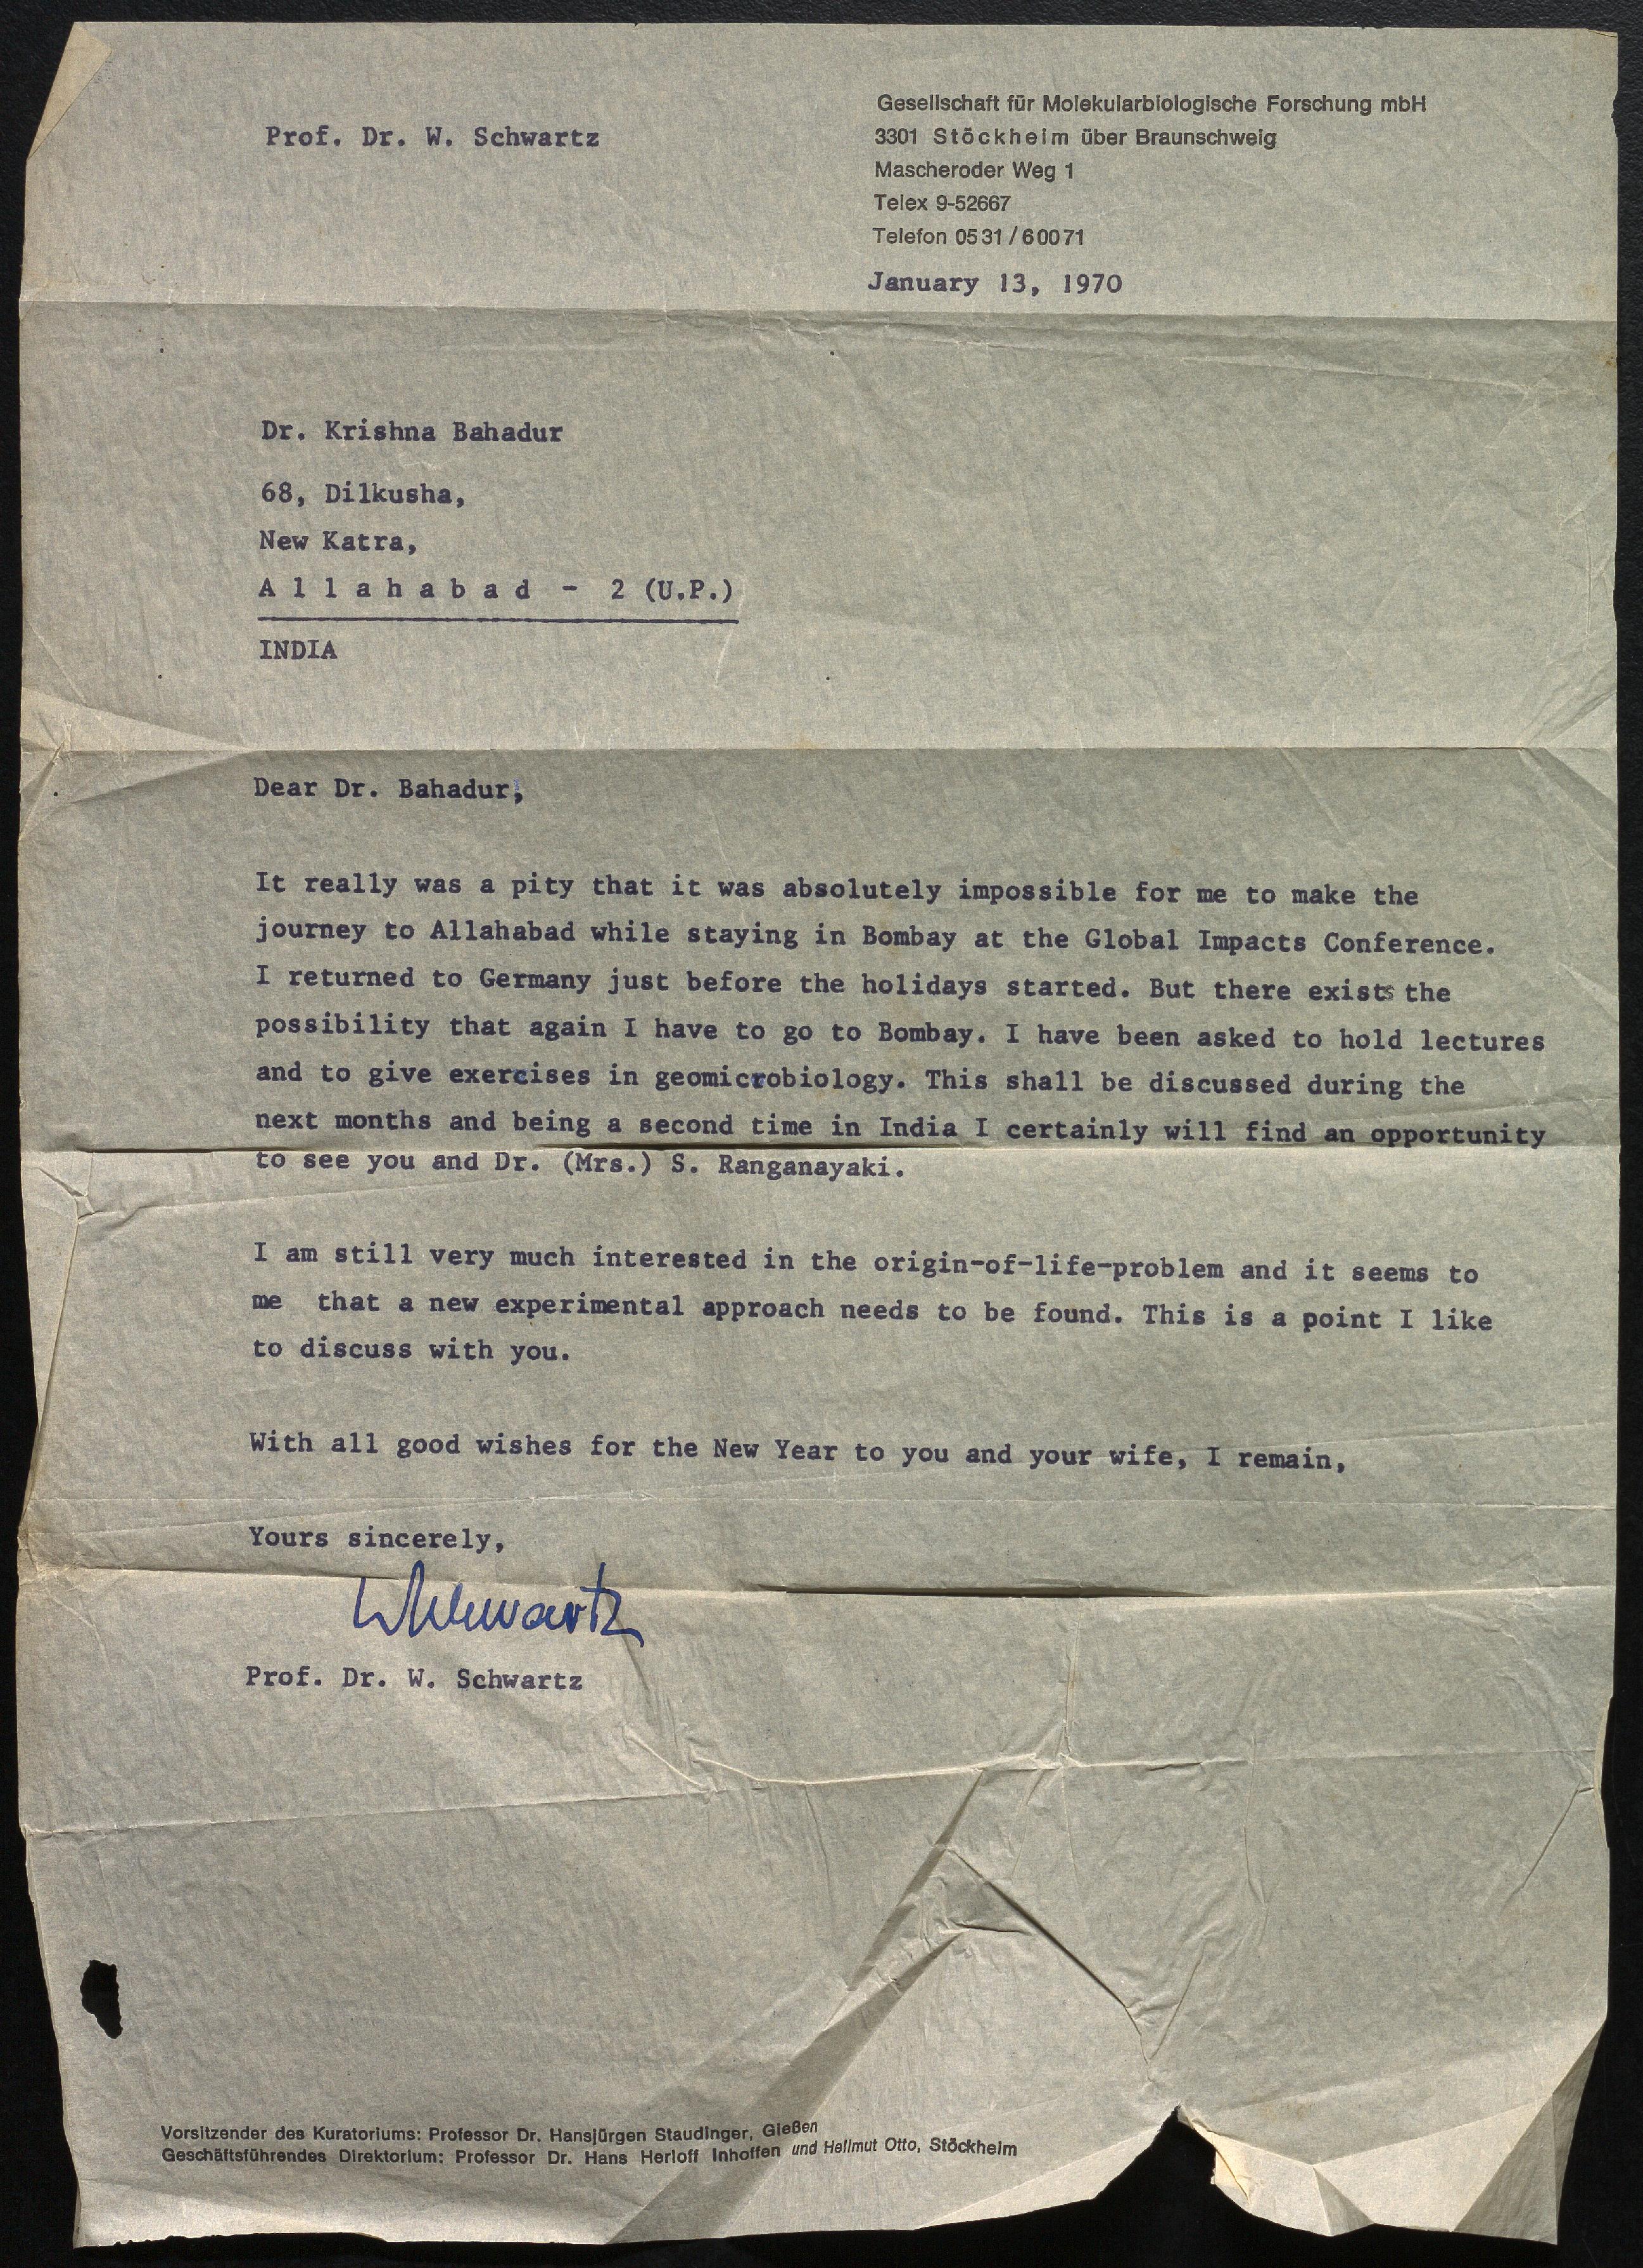 Prof. Dr. W. Schwartz
Gesellschaft für Molekularbiologische Forschung mbH
3301 Stöckheim über Braunschweig
Mascheroder Weg 1
Telex 9-52667
Telefon 0531/60071
January 13, 1970
Dr. Krishna Bahadur
68, Dilkusha,
New Katra,
Allahabad - 2 (U.P.)
INDIA
Dear Dr. Bahadur,
It really was a pity that it was absolutely impossible for me to make the
journey to Allahabad while staying in Bombay at the Global Impacts Conference.
I returned to Germany just before the holidays started. But there exists the
possibility that again I have to go to Bombay. I have been asked to hold lectures
and to give exercises in geomicrobiology. This shall be discussed during the
next months and being a second time in India I certainly will find an opportunity
to see you and Dr. (Mrs.) S. Ranganayaki.
I am still very much interested in the origin-of-life-problem and it seems to
me that a new experimental approach needs to be found. This is a point I like
to discuss with you.
With all good wishes for the New Year to you and your wife, I remain,
Yours sincerely,
WSchwartz
Prof. Dr. W. Schwartz
Vorsitzender des Kuratoriums: Professor Dr. Hansjürgen Staudinger, Gießen
Geschäftsführendes Direktorium: Professor Dr. Hans Herloff Inhoffen und Hellmut Otto, Stöckheim